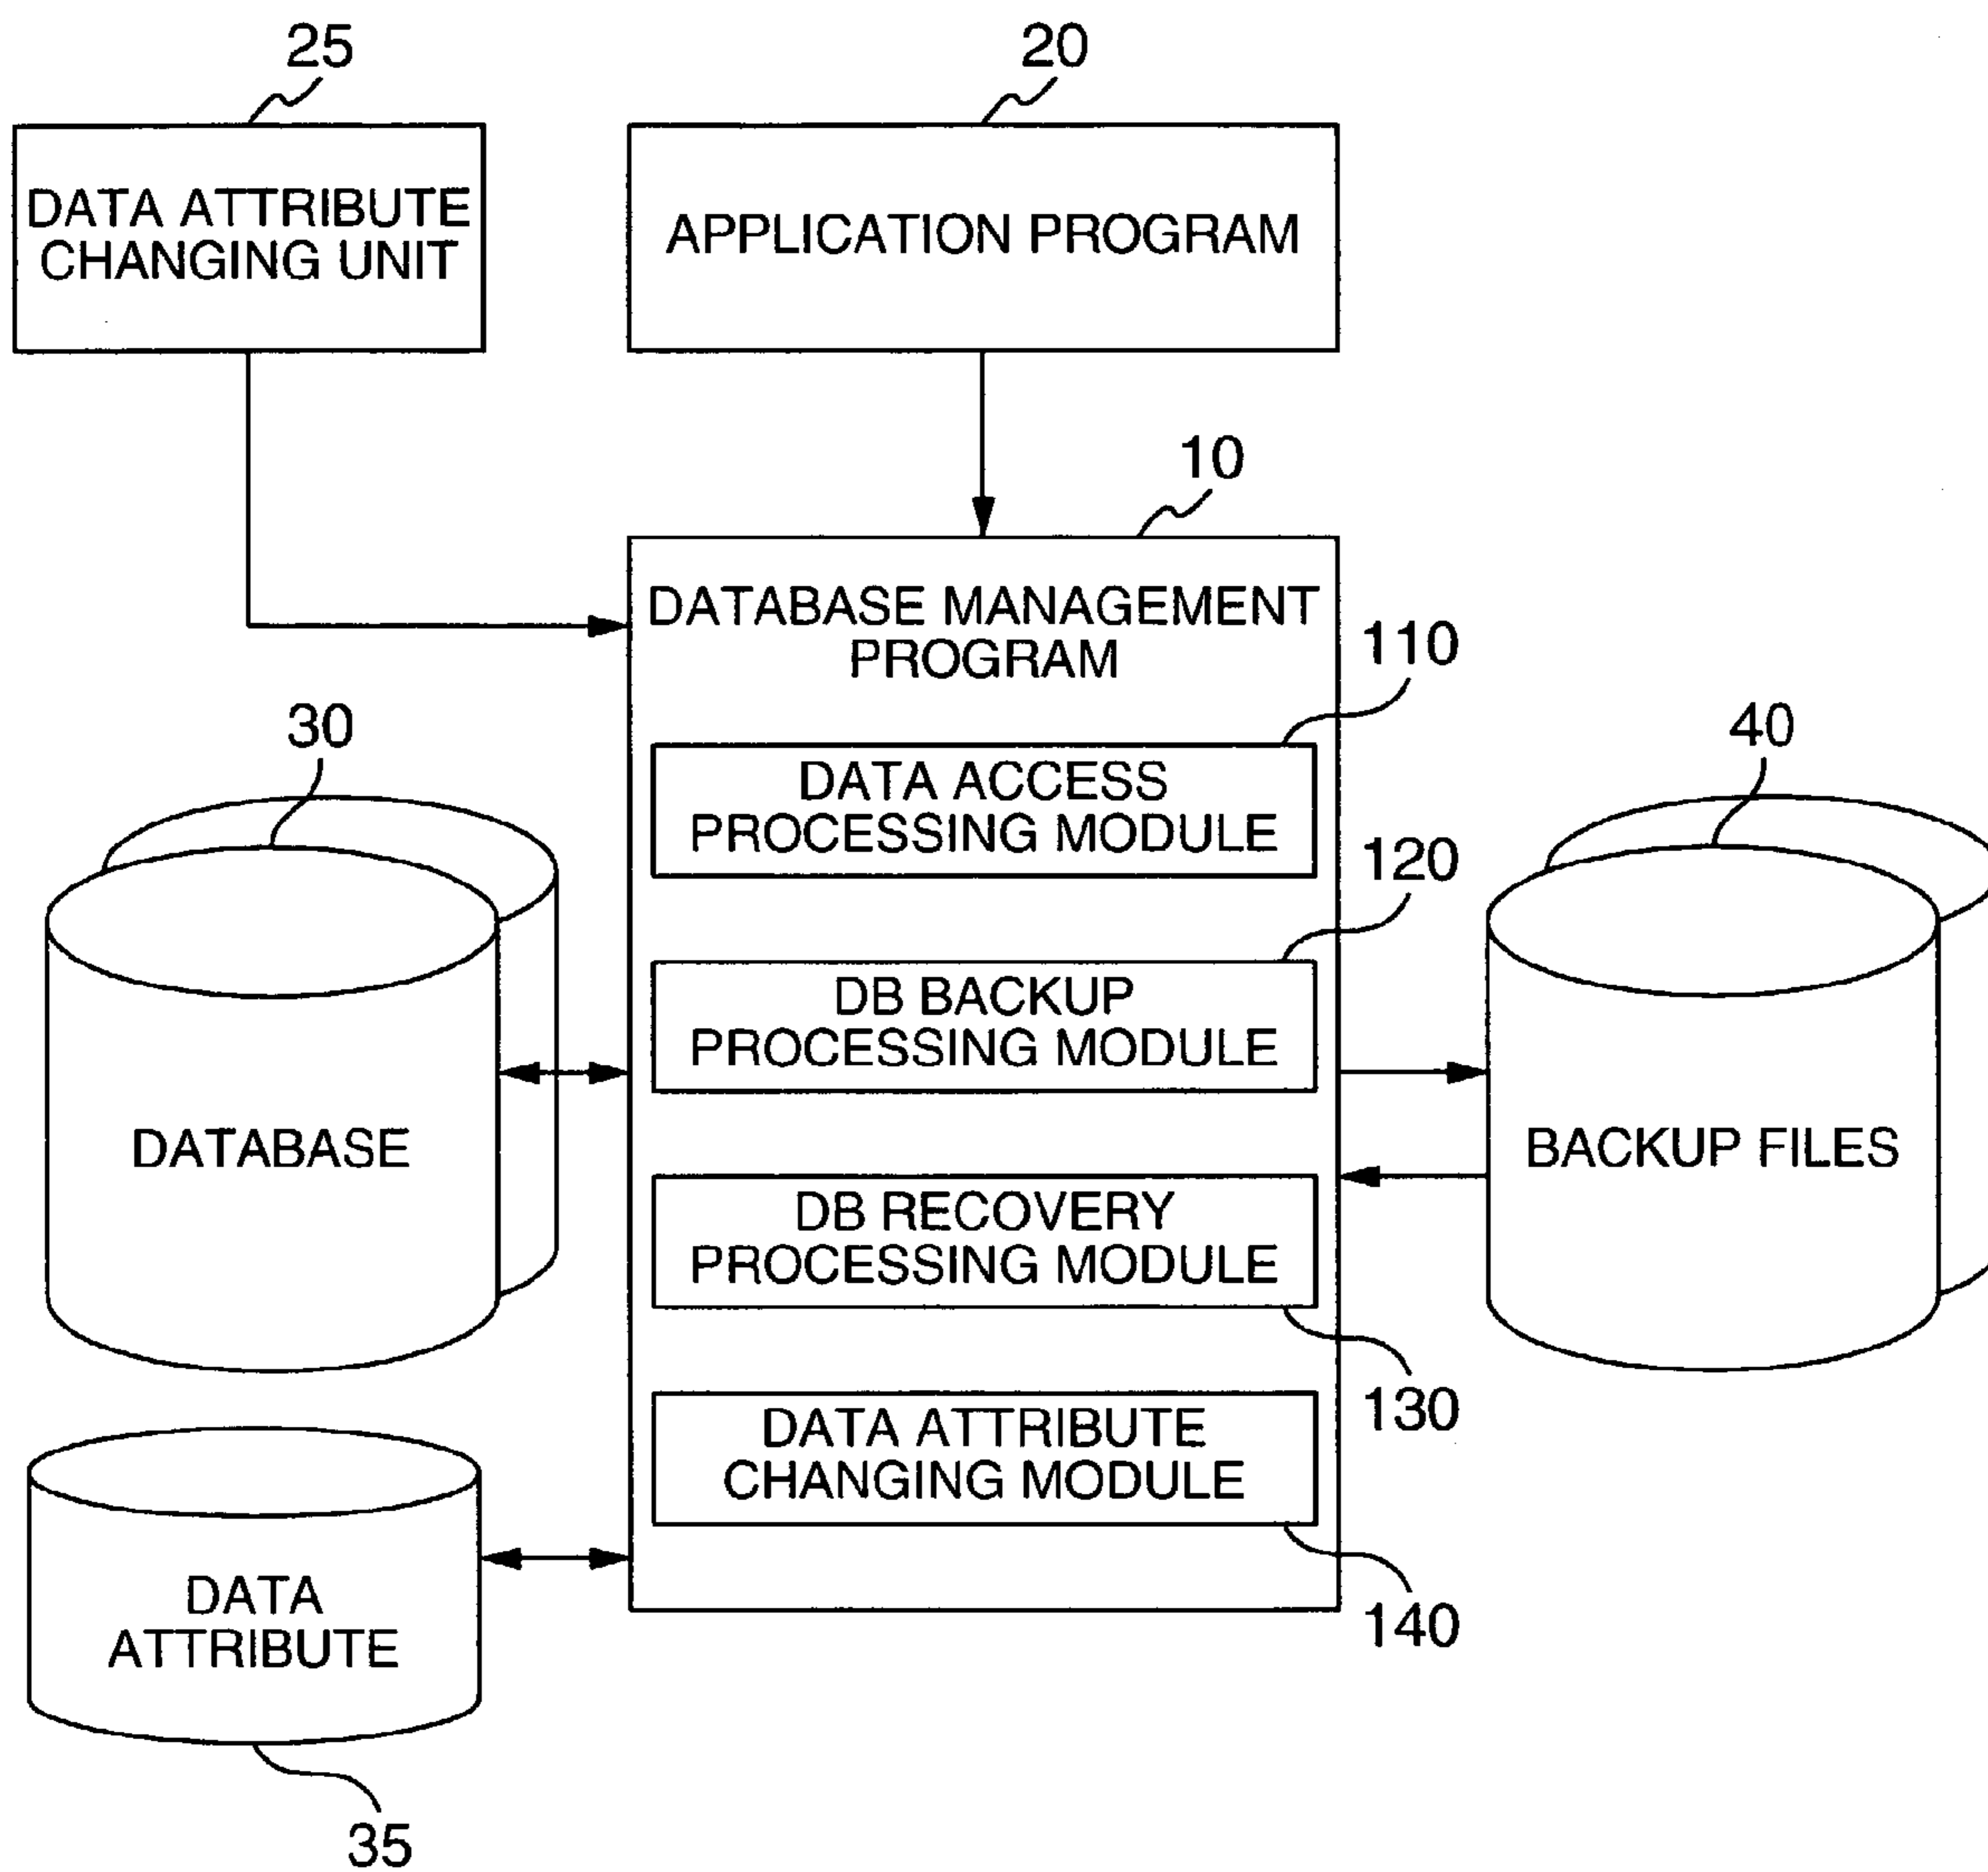 25
20
DATA ATTRIBUTE
CHANGING UNIT
APPLICATION PROGRAM
10
DATABASE MANAGEMENT
PROGRAM
110
30
40
DATA ACCESS
PROCESSING MODULE
120
DB BACKUP
PROCESSING MODULE
DATABASE
BACKUP FILES
DB RECOVERY
PROCESSING MODULE
130
DATA ATTRIBUTE
CHANGING MODULE
DATA
ATTRIBUTE
140
35